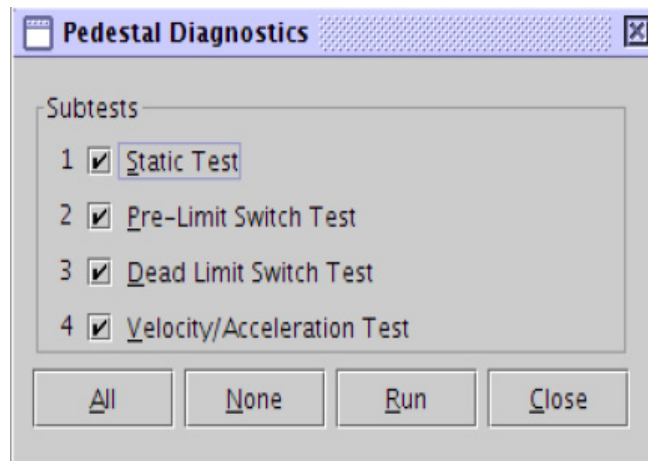 Pedestal Diagnostics
Subtests
1 Static Test
2 Pre-Limit Switch Test
3 Dead Limit Switch Test
4 Velocity/Acceleration Test
All None Run Close